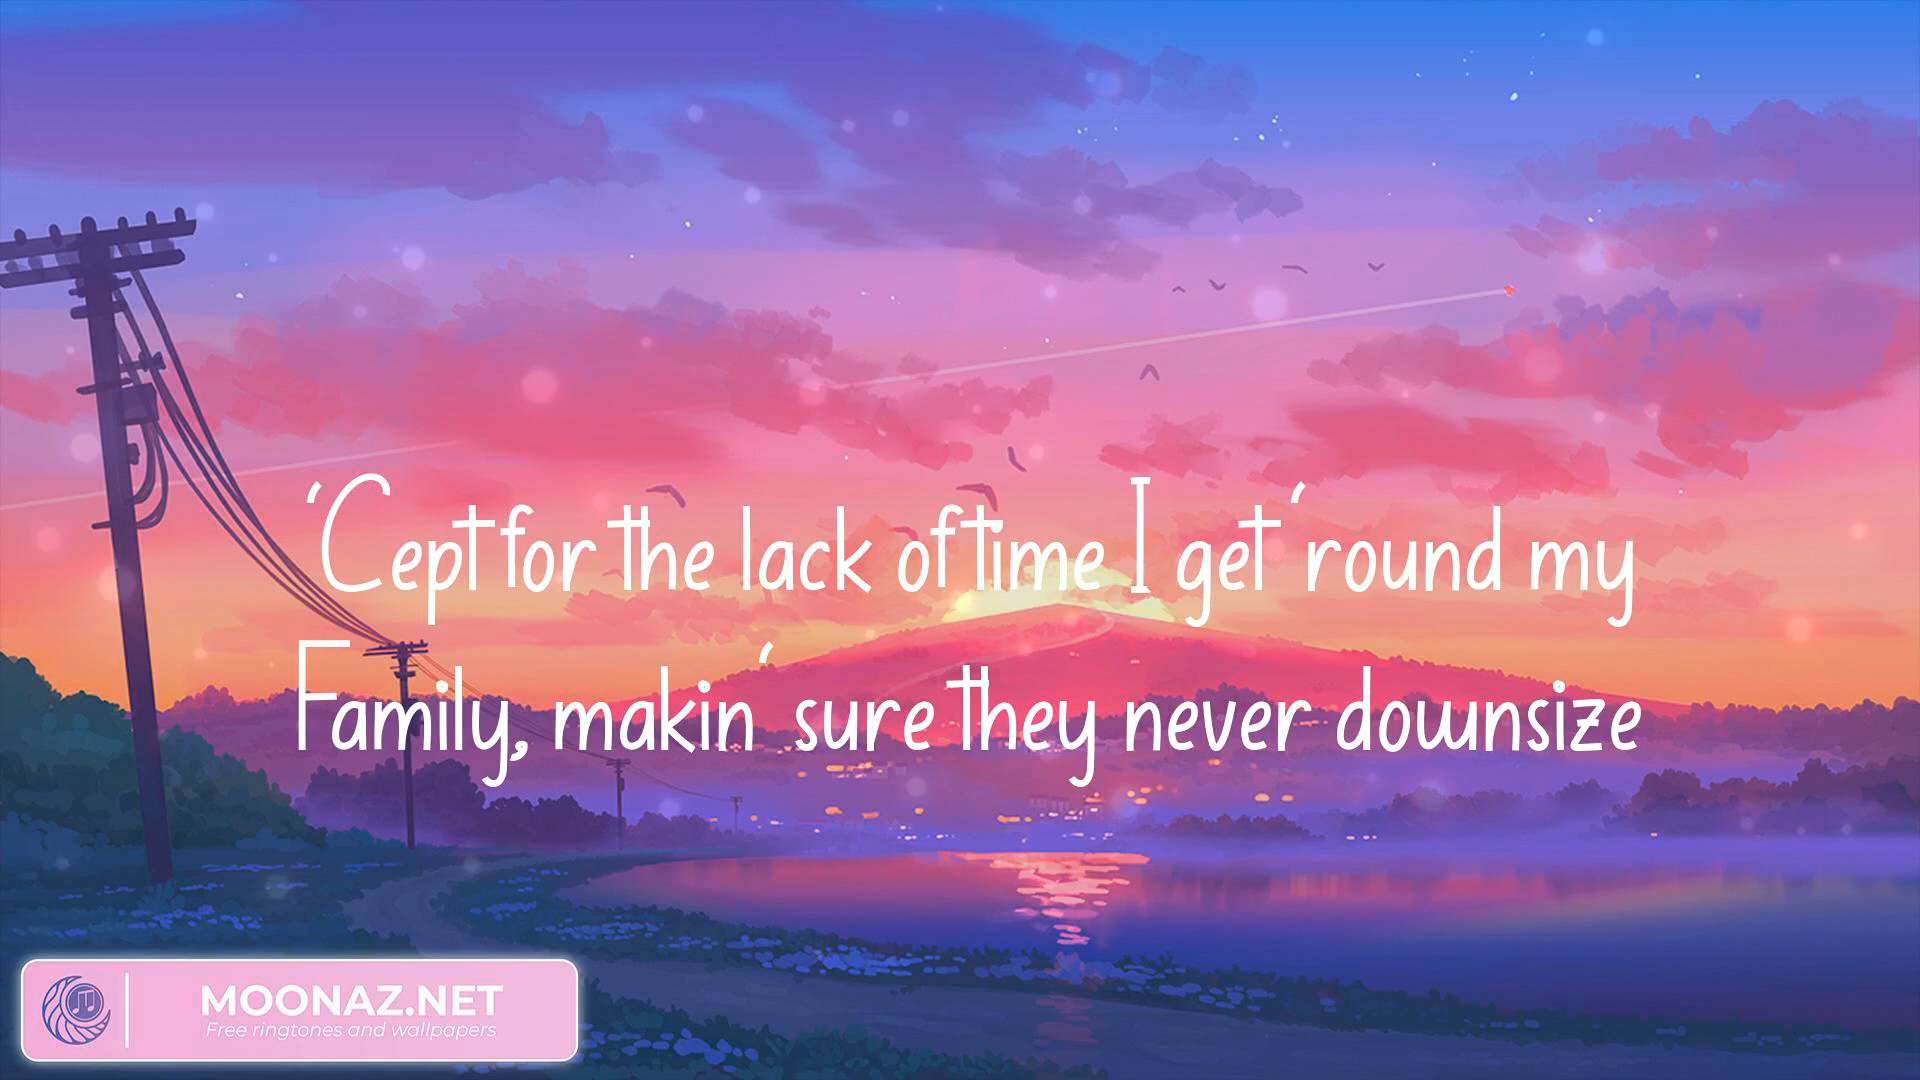 ‘Cept for the lack of time I get ‘round my
Family, makin‘ sure they never downsize
MOONAZ.NET
Free ringtones and wallpapers